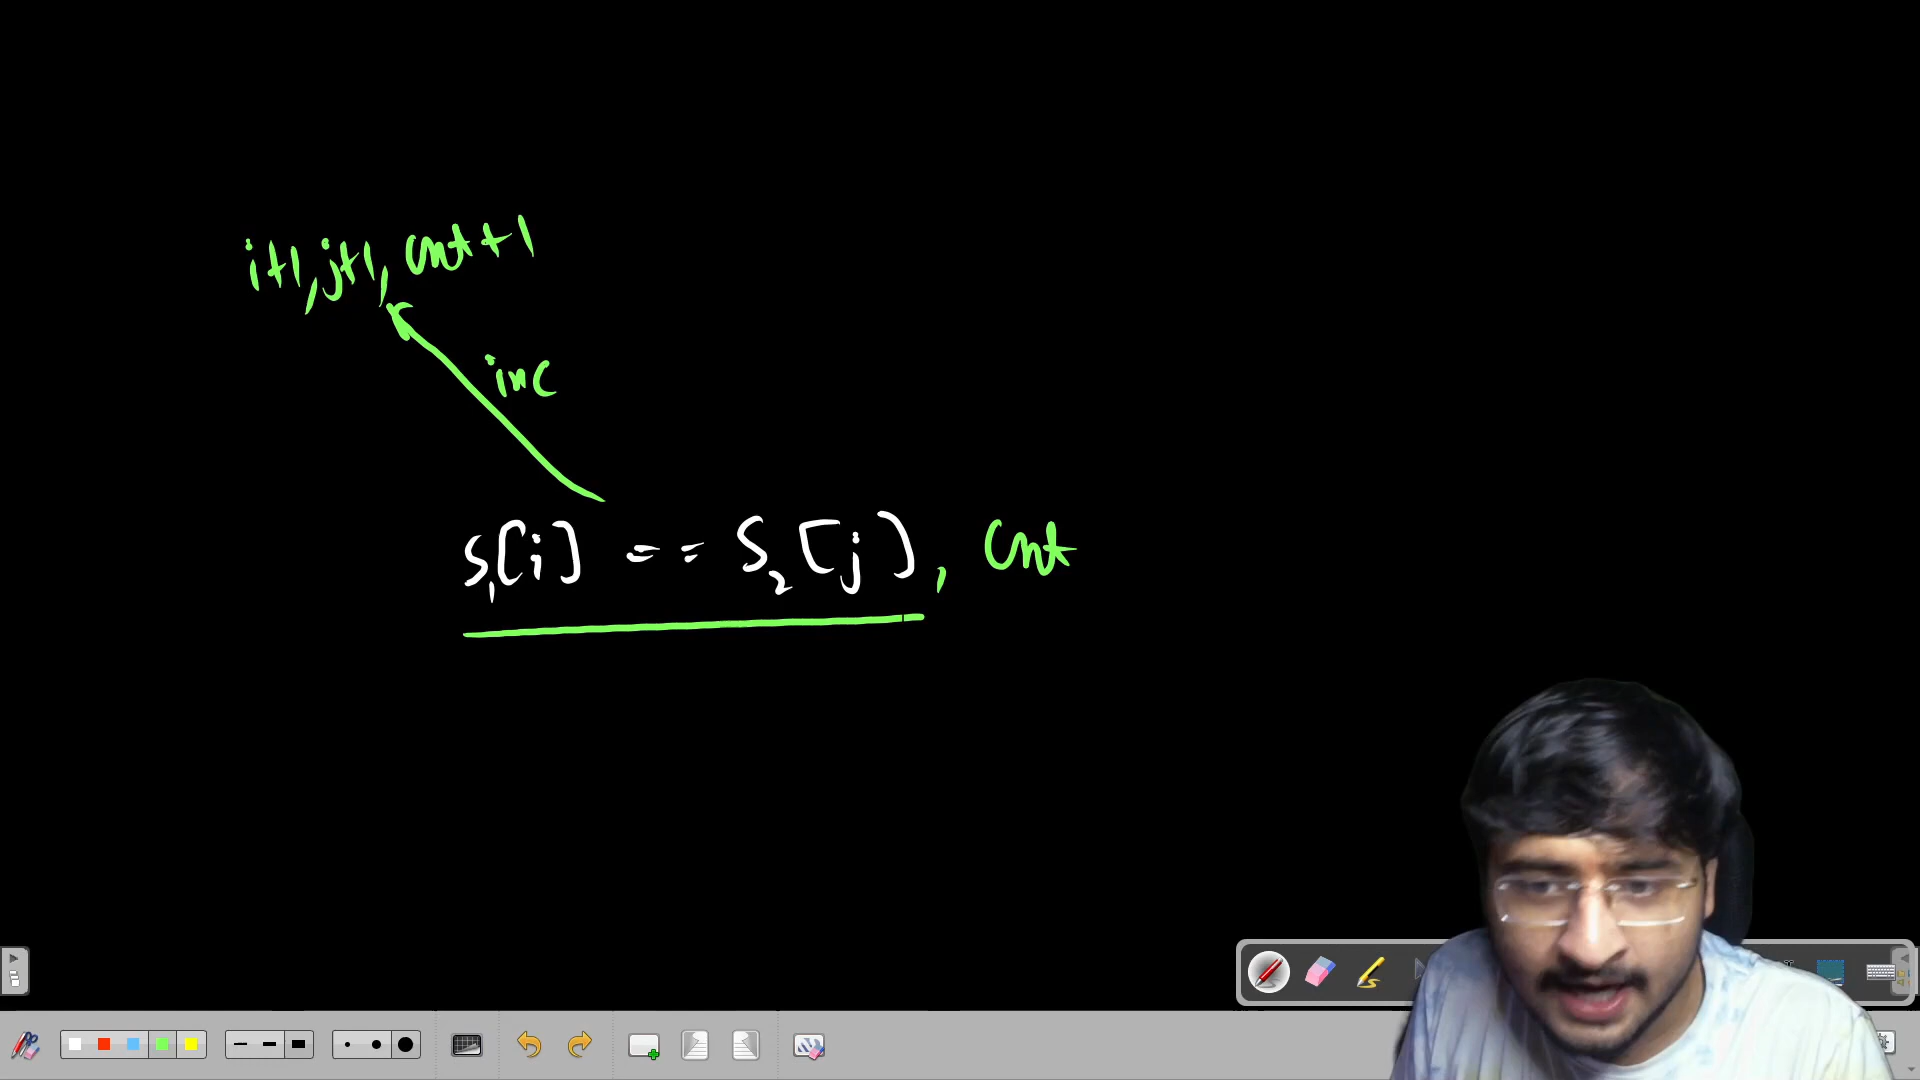 i+1, j+1, cnt+1
inc
S₁[i] == S₂[j], cnt